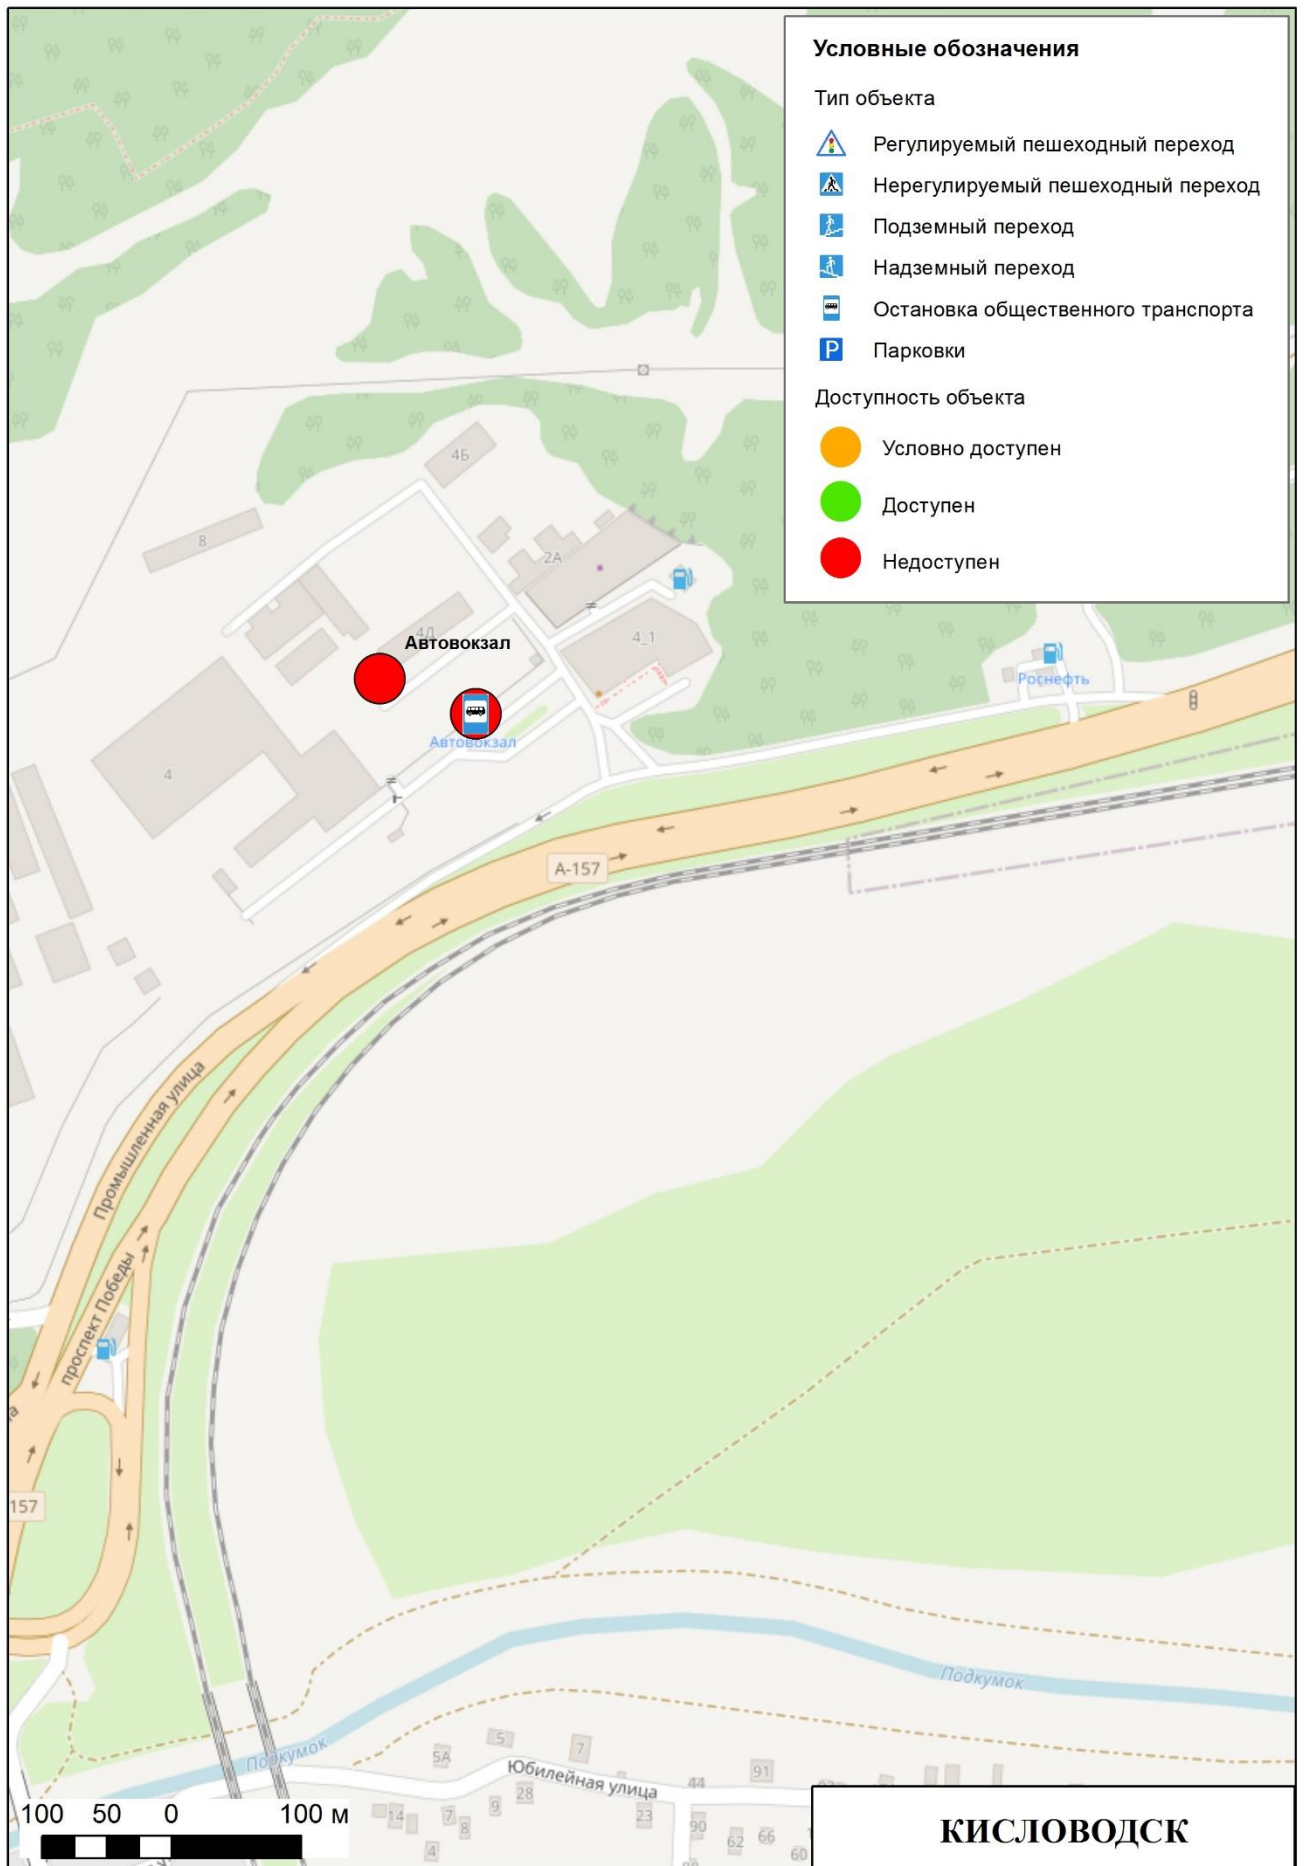 Условные обозначения
Тип объекта
Регулируемый пешеходный переход
Нерегулируемый пешеходный переход
Подземный переход
Надземный переход
Остановка общественного транспорта
P Парковки
Доступность объекта
Условно доступен
Доступен
Недоступен
4Б
8
2А
4Д
Автовокзал
4_1
Роснефть
Автовокзал
4
А-157
Промышленная улица
проспект Победы
157
Подкумок
Подкумок
5
5А
7
Юбилейная улица
44
91
28
9
14
7
8
23
90
62
66
60
4
100 50 0 100 м
КИСЛОВОДСК